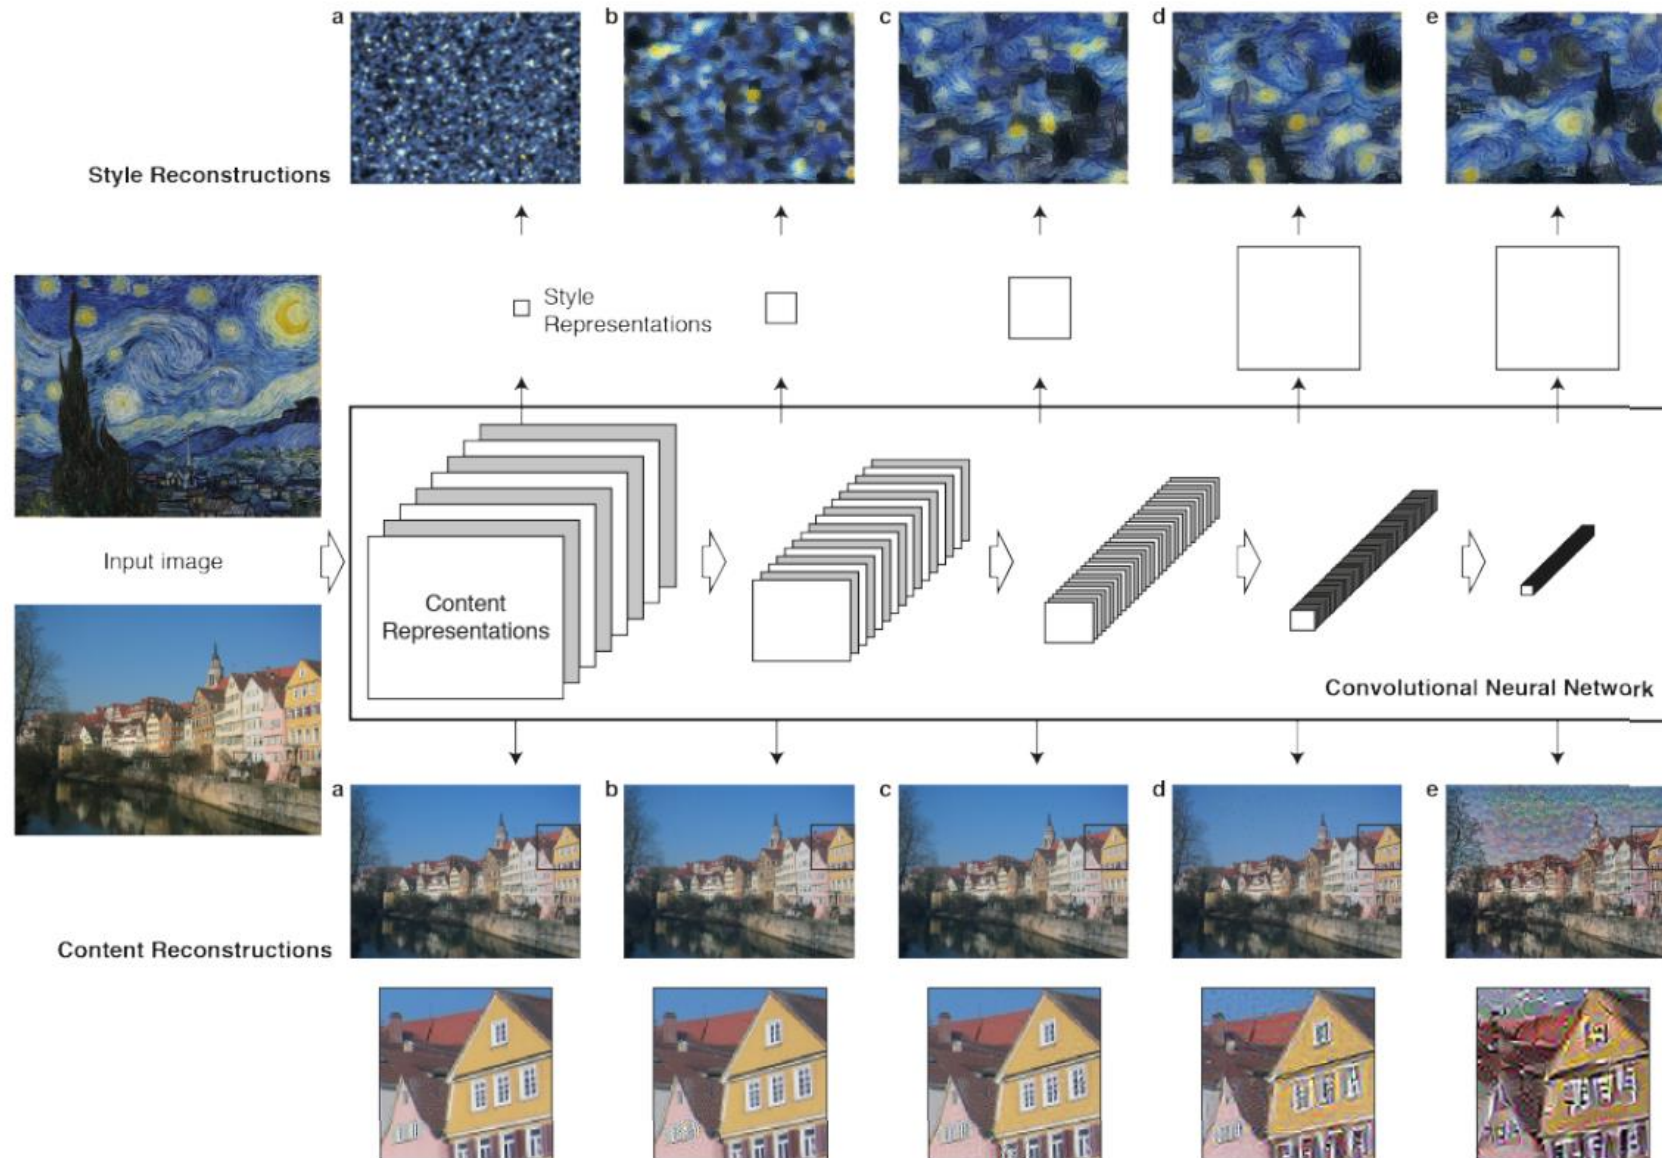 a
b
c
d
e
Style Reconstructions
Style
Representations
Input image
Content
Representations
Convolutional Neural Network
a
b
c
d
e
Content Reconstructions